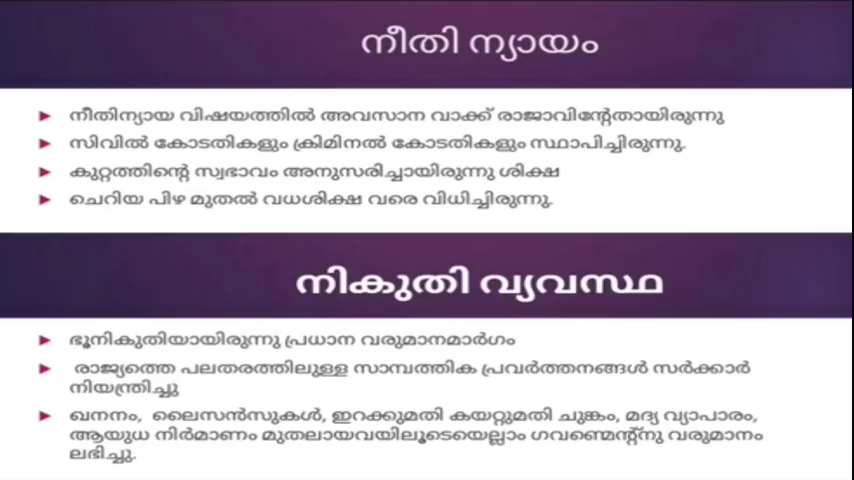 നീതി ന്യായം
നീതിന്യായ വിഷയത്തിൽ അവസാന വാക്ക് രാജാവിന്റേതായിരുന്നു
സിവിൽ കോടതികളും ക്രിമിനൽ കോടതികളും സ്ഥാപിച്ചിരുന്നു.
കുറ്റത്തിന്റെ സ്വഭാവം അനുസരിച്ചായിരുന്നു ശിക്ഷ
ചെറിയ പിഴ മുതൽ വധശിക്ഷ വരെ വിധിച്ചിരുന്നു.
നികുതി വ്യവസ്ഥ
ഭൂനികുതിയായിരുന്നു പ്രധാന വരുമാനമാർഗം
രാജ്യത്തെ പലതരത്തിലുള്ള സാമ്പത്തിക പ്രവർത്തനങ്ങൾ സർക്കാർ
നിയന്ത്രിച്ചു
ഖനനം, ലൈസൻസുകൾ, ഇറക്കുമതി കയറ്റുമതി ചുങ്കം, മദ്യ വ്യാപാരം,
ആയുധ നിർമാണം മുതലായവയിലൂടെയെല്ലാം ഗവണ്മെന്റ്നു വരുമാനം
ലഭിച്ചു.